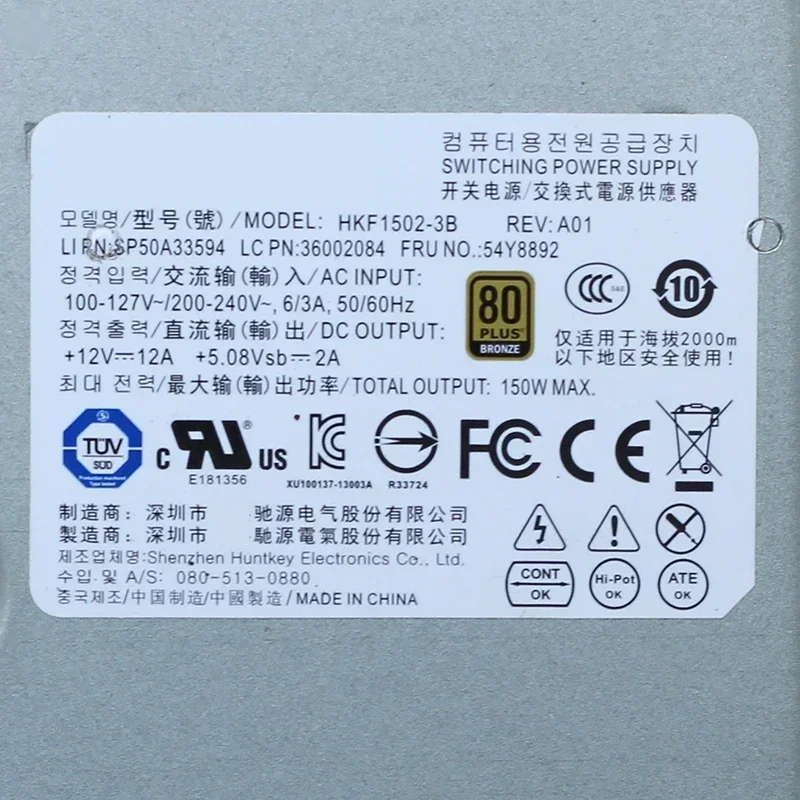 컴퓨터용전원공급장치
SWITCHING POWER SUPPLY
开关电源/交換式電源供應器
모델명/型号(號)/MODEL: HKF1502-3B REV: A01
LI PN:SP50A33594 LC PN:36002084 FRU NO.:54Y8892
정격입력/交流输(輸)入/AC INPUT:
100-127V~/200-240V~, 6/3A, 50/60Hz
정격출력/直流输(輸)出/DC OUTPUT:
+12V⎓12A +5.08Vsb⎓2A
80
PLUS
BRONZE
CCC
S&E
10
仅适用于海拔2000m
以下地区安全使用!
최대 전력/最大输(輸)出功率/TOTAL OUTPUT: 150W MAX.
TÜV
SÜD
Production monitored
Type tested
c RU ® US
E181356
KC
XU100137-13003A
R33724
FC CE
制造商: 深圳市 驰源电气股份有限公司
製造商: 深圳市 馳源電氣股份有限公司
제조업체명:Shenzhen Huntkey Electronics Co., Ltd.
수입 및 A/S: 080-513-0880
중국제조/中国制造/中國製造/MADE IN CHINA
CONT
OK
Hi-Pot
OK
ATE
OK